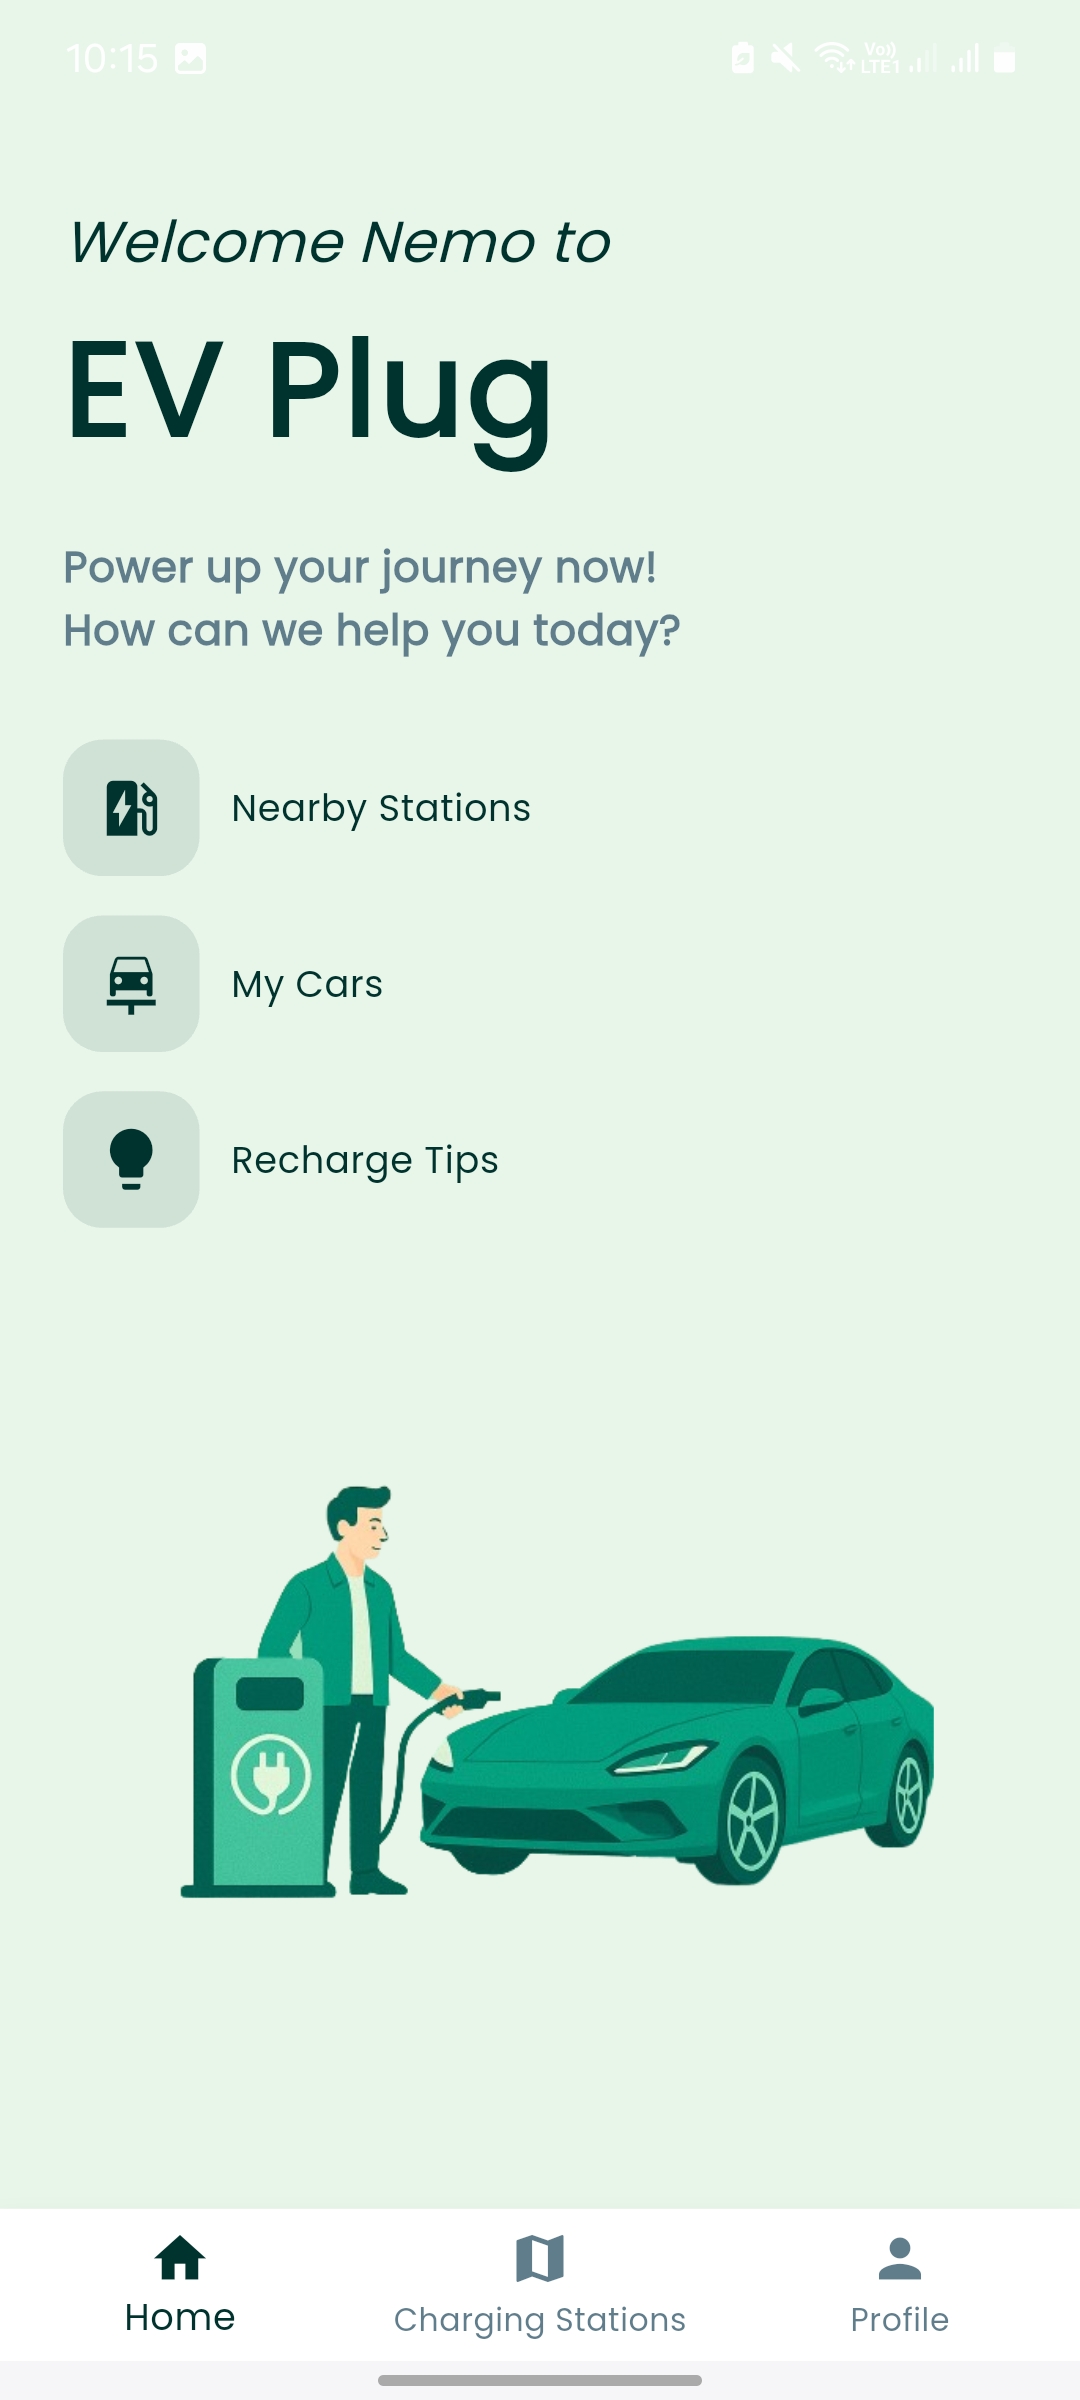 10:15
Vo))
LTE1
Welcome Nemo to
EV Plug
Power up your journey now!
How can we help you today?
Nearby Stations
My Cars
Recharge Tips
Home
Charging Stations
Profile